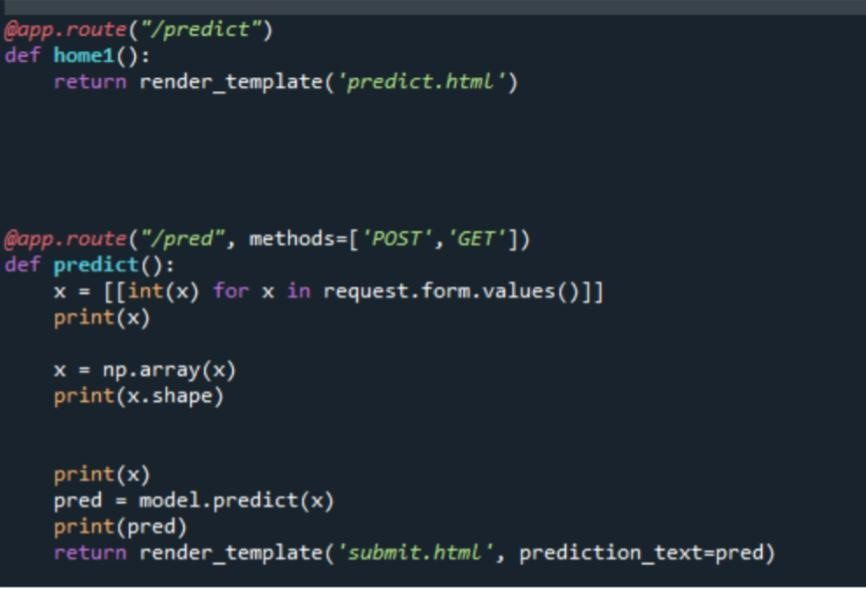 @app.route("/predict")
def home1():
    return render_template('predict.html')
@app.route("/pred", methods=['POST','GET'])
def predict():
    x = [[int(x) for x in request.form.values()]]
    print(x)
    x = np.array(x)
    print(x.shape)
    print(x)
    pred = model.predict(x)
    print(pred)
    return render_template('submit.html', prediction_text=pred)